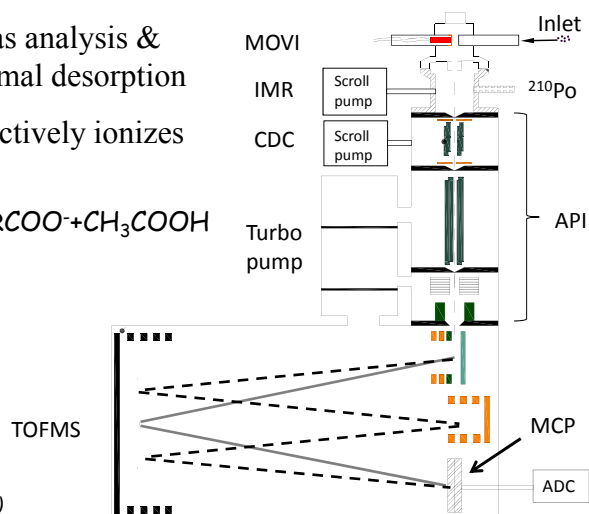 as analysis &
mal desorption
ctively ionizes
RCOO⁻+CH₃COOH
MOVI
Inlet
IMR
Scroll pump
²¹⁰Po
CDC
Scroll pump
API
Turbo pump
TOFMS
MCP
ADC
)